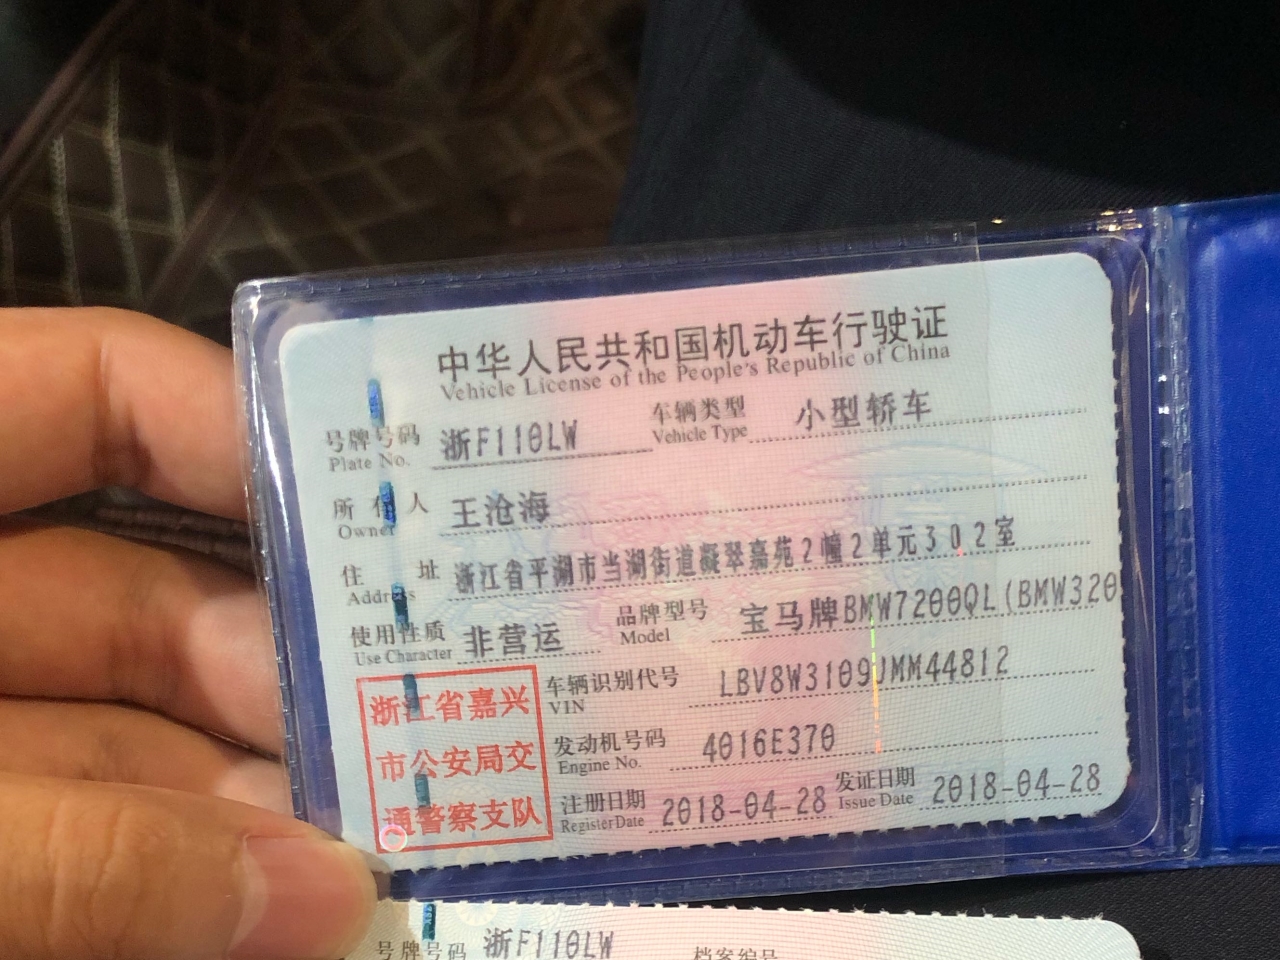 中华人民共和国机动车行驶证
Vehicle License of the People's Republic of China
号牌号码 浙F110LW 车辆类型 小型轿车
Plate No. Vehicle Type
所有人 王沧海
Owner
住 址 浙江省平湖市当湖街道凝翠嘉苑2幢2单元302室
Address
使用性质 非营运 品牌型号 宝马牌BMW7200QL(BMW320
Use Character Model
浙江省嘉兴
市公安局交
通警察支队
车辆识别代号 LBV8W3109JMM44812
VIN
发动机号码 4016E370
Engine No.
注册日期 2018-04-28 发证日期 2018-04-28
Register Date Issue Date
号牌号码 浙F110LW 档案编号